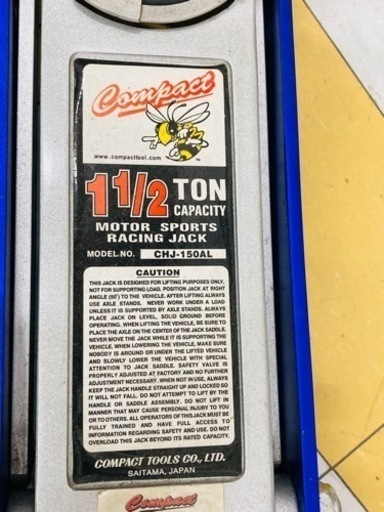 Compact
www.compacttool.com
TM
1 1/2 TON
CAPACITY
MOTOR SPORTS
RACING JACK
MODEL NO. CHJ-150AL
CAUTION
THIS JACK IS DESIGNED FOR LIFTING PURPOSES ONLY,
NOT FOR SUPPORTING LOAD. POSITION JACK AT RIGHT
ANGLE (90°) TO THE VEHICLE. AFTER LIFTING ALWAYS
USE AXLE STANDS. NEVER WORK UNDER A LOAD
UNLESS IT IS SUPPORTED BY AXLE STANDS. ALWAYS
PLACE JACK ON LEVEL, SOLID GROUND BEFORE
OPERATING. WHEN LIFTING THE VEHICLE, BE SURE TO
PLACE THE AXLE ON THE CENTER OF THE JACK SADDLE.
NEVER MOVE THE JACK WHILE IT IS SUPPORTING THE
VEHICLE. WHEN LOWERING THE VEHICLE, MAKE SURE
NOBODY IS AROUND OR UNDER THE LIFTED VEHICLE
AND SLOWLY LOWER THE VEHICLE WITH SPECIAL
ATTENTION TO JACK SADDLE. SAFETY VALVE IS
PROPERLY ADJUSTED AT FACTORY AND NO FURTHER
ADJUSTMENT NECESSARY. WHEN NOT IN USE, ALWAYS
KEEP THE JACK HANDLE STRAIGHT UP AND LOCKED SO
IT WILL NOT FALL. DO NOT ATTEMPT TO LIFT BY THE
HANDLE OR SADDLE ASSEMBLY. DO NOT LIFT IN
MANNER THAT MAY CAUSE PERSONAL INJURY TO YOU
OR TO OTHERS. ALL OPERATORS OF THIS JACK MUST BE
FULLY TRAINED AND HAVE FULL ACCESS TO
INFORMATION REGARDING SAFETY AND USE. DO NOT
OVERLOAD THIS JACK BEYOND ITS RATED CAPACITY.
COMPACT TOOLS CO., LTD.
SAITAMA, JAPAN
Compact